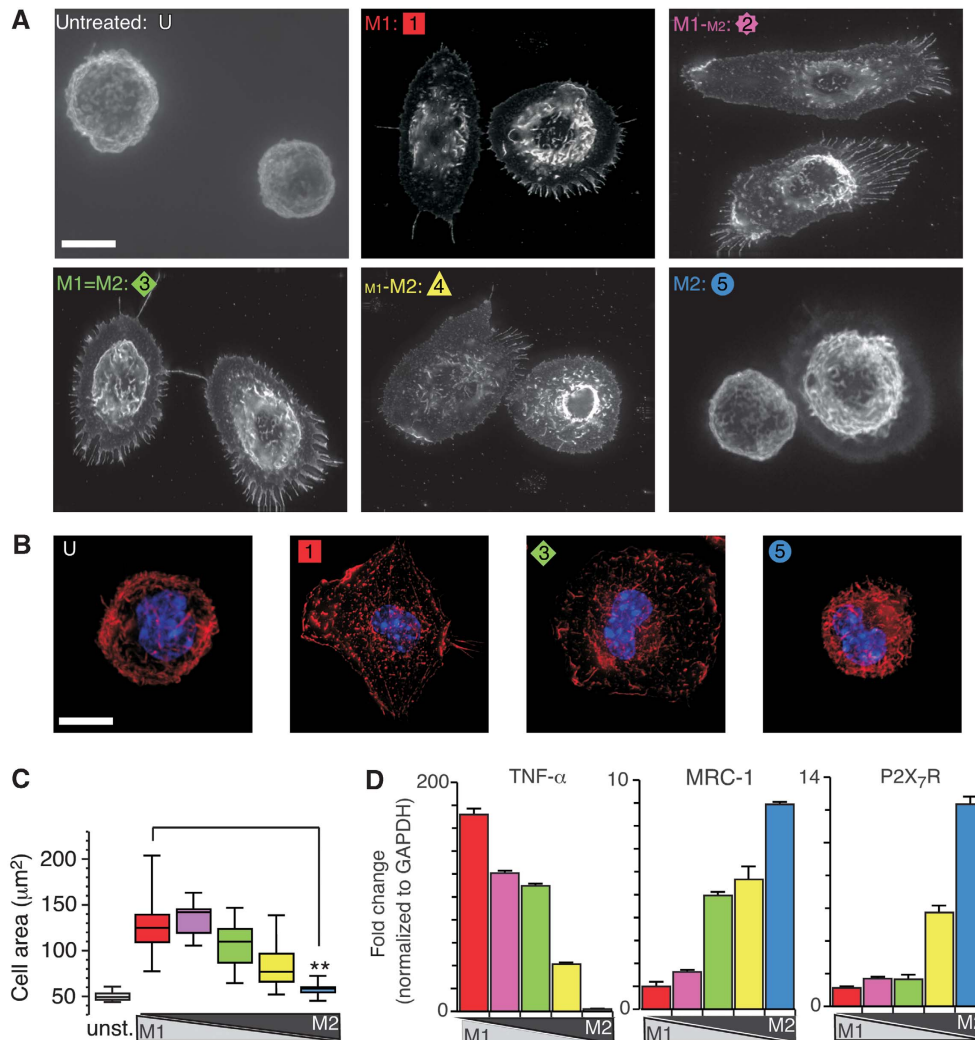 A
Untreated: U
M1: 1
M1-M2: 2
M1=M2: 3
M1-M2: 4
M2: 5
B
U
1
3
5
C
Cell area (μm²)
200
150
100
50
**
unst.
M1
M2
D
Fold change
(normalized to GAPDH)
TNF-α
200
0
M1
M2
MRC-1
10
0
M1
M2
P2X₇R
14
0
M1
M2